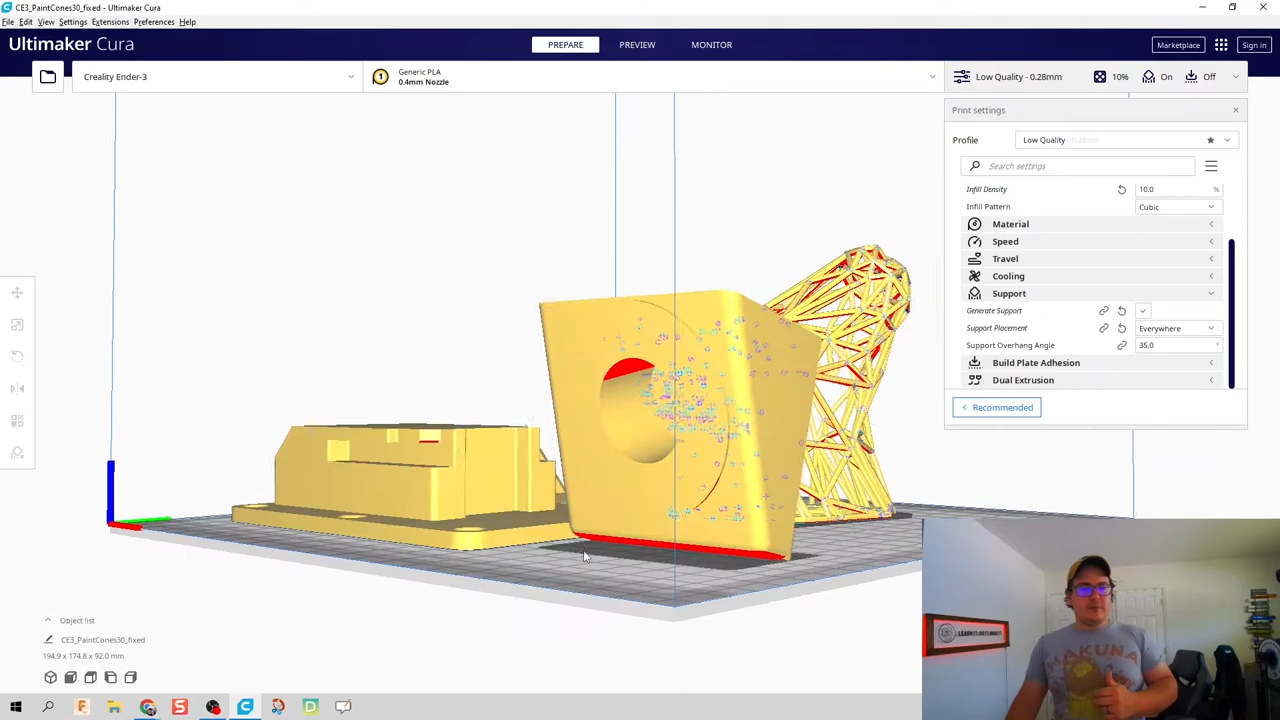 CE3_PaintCones30_fixed - Ultimaker Cura
File Edit View Settings Extensions Preferences Help
Ultimaker Cura
PREPARE
PREVIEW
MONITOR
Marketplace
Sign in
Creality Ender-3
1
Generic PLA
0.4mm Nozzle
Low Quality - 0.28mm
10%
On
Off
Print settings
Profile
Low Quality - 0.28mm
Search settings
Infill Density
10.0 %
Infill Pattern
Cubic
Material
Speed
Travel
Cooling
Support
Generate Support
Support Placement
Everywhere
Support Overhang Angle
35.0 °
Build Plate Adhesion
Dual Extrusion
Recommended
Object list
CE3_PaintCones30_fixed
194.9 x 174.8 x 92.0 mm
HAKUNA